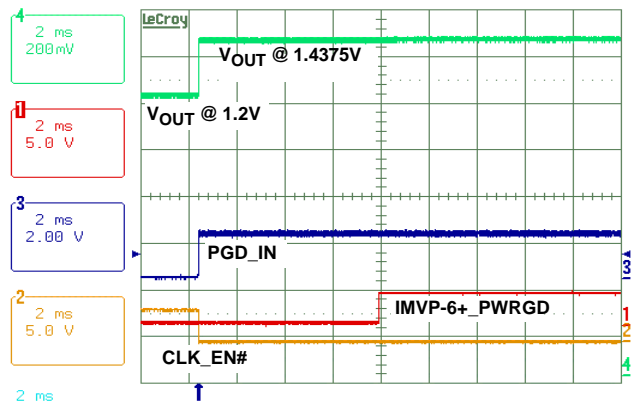 4
2 ms
200mV
1
2 ms
5.0 V
3
2 ms
2.00 V
2
2 ms
5.0 V
2 ms
LeCroy
VOUT @ 1.4375V
VOUT @ 1.2V
PGD_IN
IMVP-6+_PWRGD
CLK_EN#
3
1
2
4